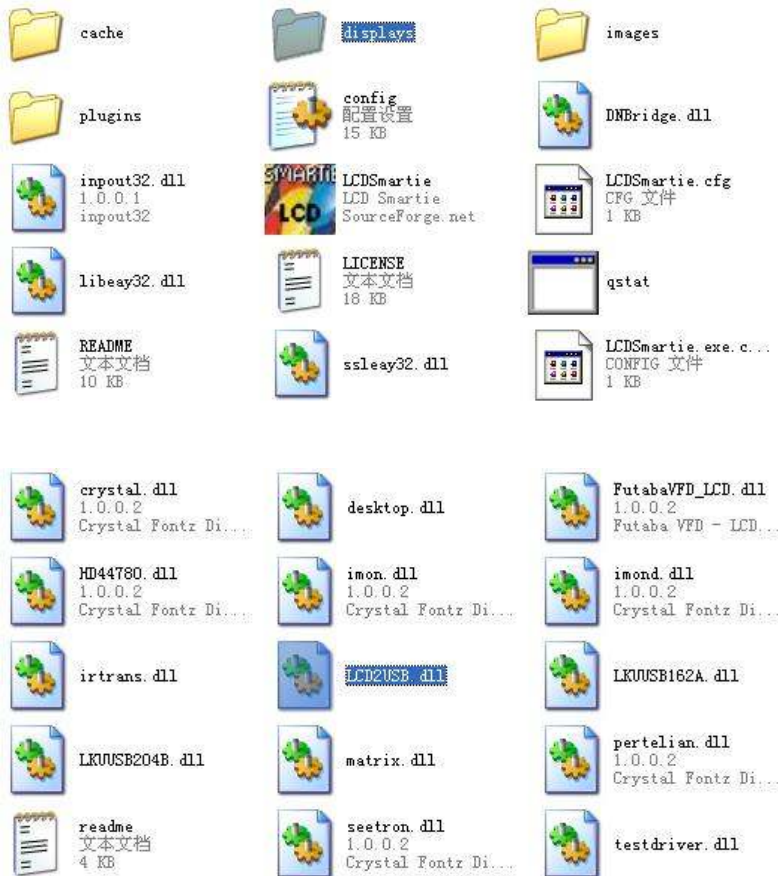 cache
displays
images
plugins
config
配置设置
15 KB
DNBridge.dll
inpout32.dll
1.0.0.1
inpout32
SMARTIE
LCD
LCDSmartie
LCD Smartie
SourceForge.net
LCDSmartie.cfg
CFG 文件
1 KB
libeay32.dll
LICENSE
文本文档
18 KB
qstat
README
文本文档
10 KB
ssleay32.dll
LCDSmartie.exe.c...
CONFIG 文件
1 KB
crystal.dll
1.0.0.2
Crystal Fontz Di...
desktop.dll
FutabaVFD_LCD.dll
1.0.0.2
Futaba VFD - LCD...
HD44780.dll
1.0.0.2
Crystal Fontz Di...
imon.dll
1.0.0.2
Crystal Fontz Di...
imond.dll
1.0.0.2
Crystal Fontz Di...
irtrans.dll
LCD2USB.dll
LKUUSB162A.dll
LKUUSB204B.dll
matrix.dll
pertelian.dll
1.0.0.2
Crystal Fontz Di...
readme
文本文档
4 KB
seetron.dll
1.0.0.2
Crystal Fontz Di...
testdriver.dll